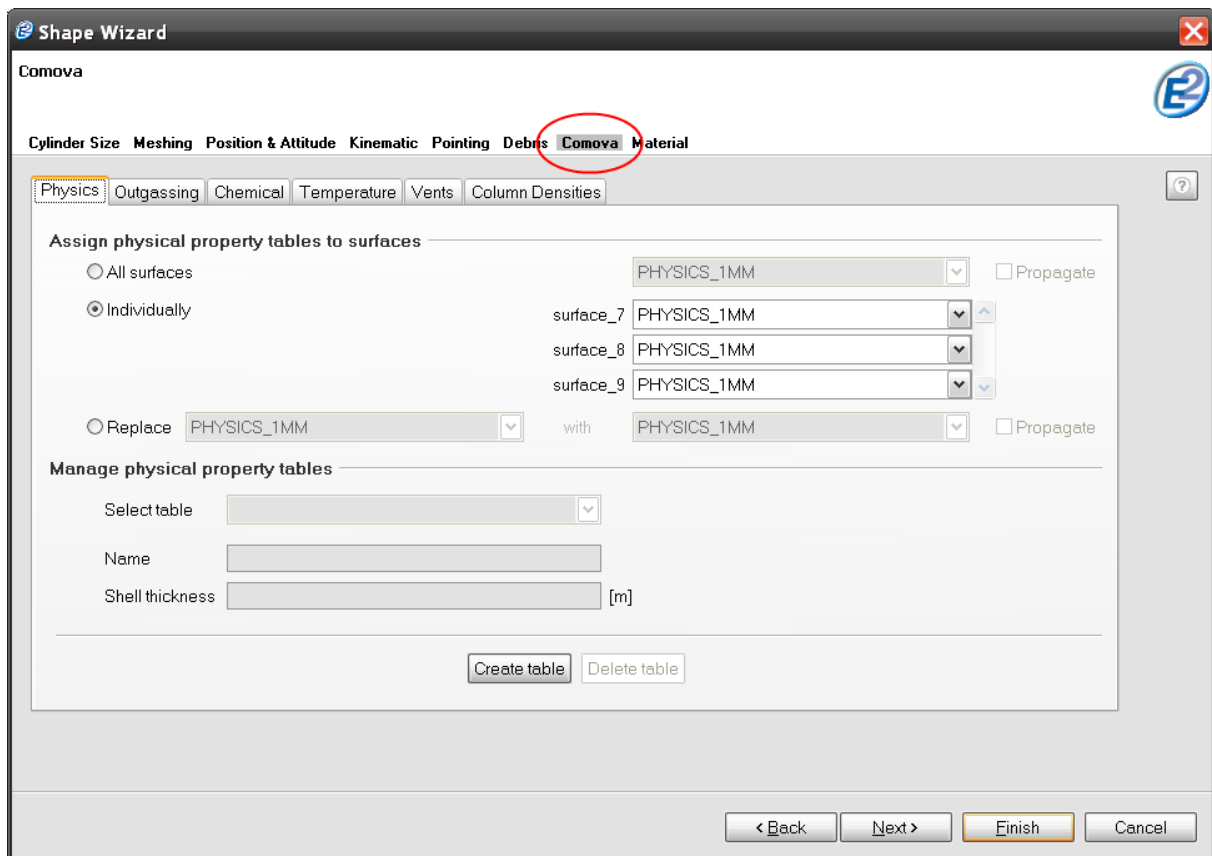 Shape Wizard
Comova
E2
Cylinder Size Meshing Position & Attitude Kinematic Pointing Debris Comova Material
Physics Outgassing Chemical Temperature Vents Column Densities
?
Assign physical property tables to surfaces
All surfaces PHYSICS_1MM Propagate
Individually surface_7 PHYSICS_1MM
surface_8 PHYSICS_1MM
surface_9 PHYSICS_1MM
Replace PHYSICS_1MM with PHYSICS_1MM Propagate
Manage physical property tables
Select table
Name
Shell thickness [m]
Create table Delete table
< Back Next > Finish Cancel